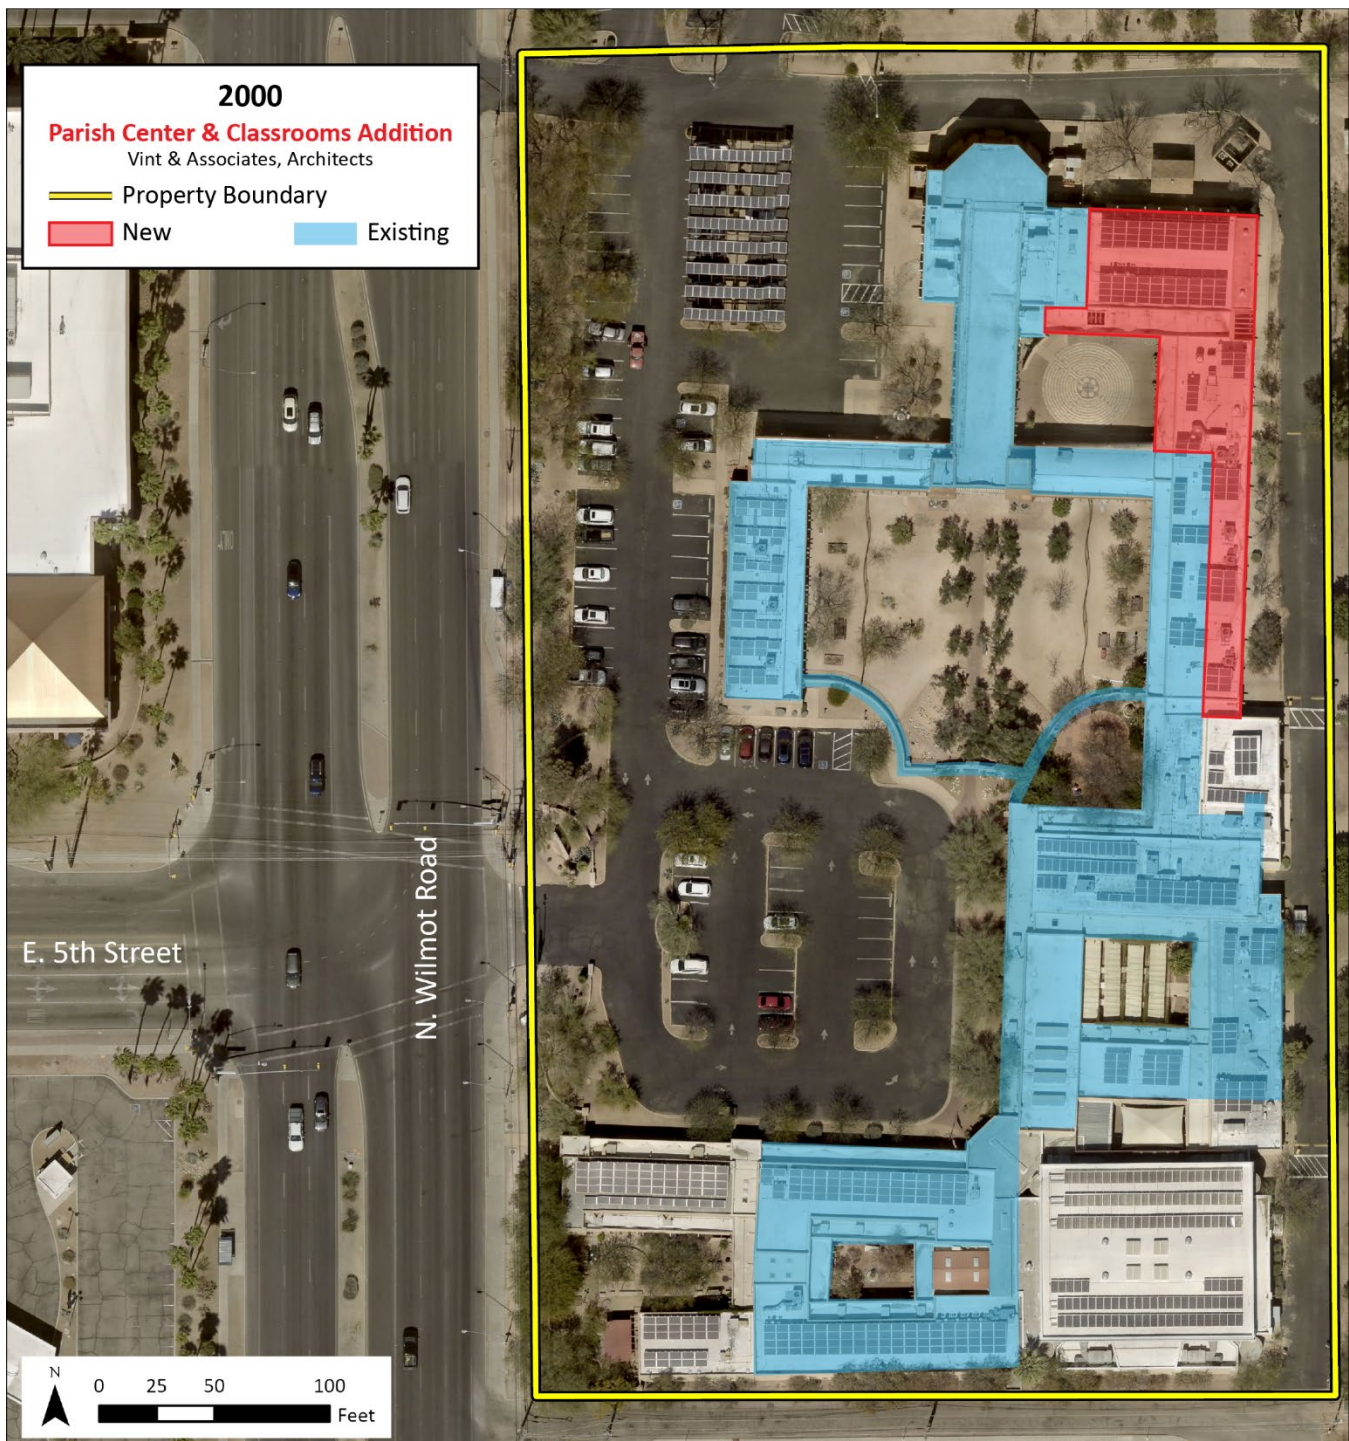 2000
Parish Center & Classrooms Addition
Vint & Associates, Architects
Property Boundary
New Existing
E. 5th Street
N. Wilmot Road
N
0 25 50 100
Feet